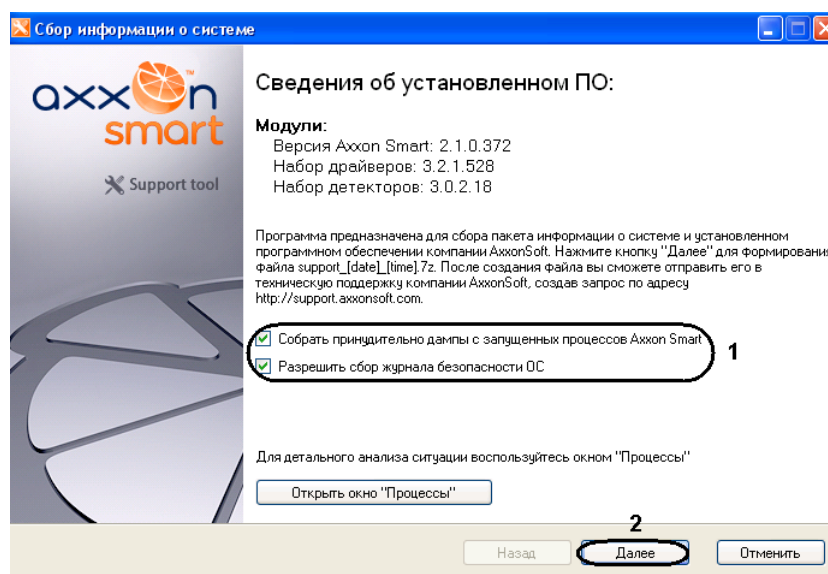 Сбор информации о системе
axxon™
smart
Support tool
Сведения об установленном ПО:
Модули:
Версия Axxon Smart: 2.1.0.372
Набор драйверов: 3.2.1.528
Набор детекторов: 3.0.2.18
Программа предназначена для сбора пакета информации о системе и установленном
программном обеспечении компании AxxonSoft. Нажмите кнопку "Далее" для формирования
файла support_[date]_[time].7z. После создания файла вы сможете отправить его в
техническую поддержку компании AxxonSoft, создав запрос по адресу
http://support.axxonsoft.com.
Собрать принудительно дампы с запущенных процессов Axxon Smart
1
Разрешить сбор журнала безопасности ОС
Для детального анализа ситуации воспользуйтесь окном "Процессы"
Открыть окно "Процессы"
2
Назад
Далее
Отменить